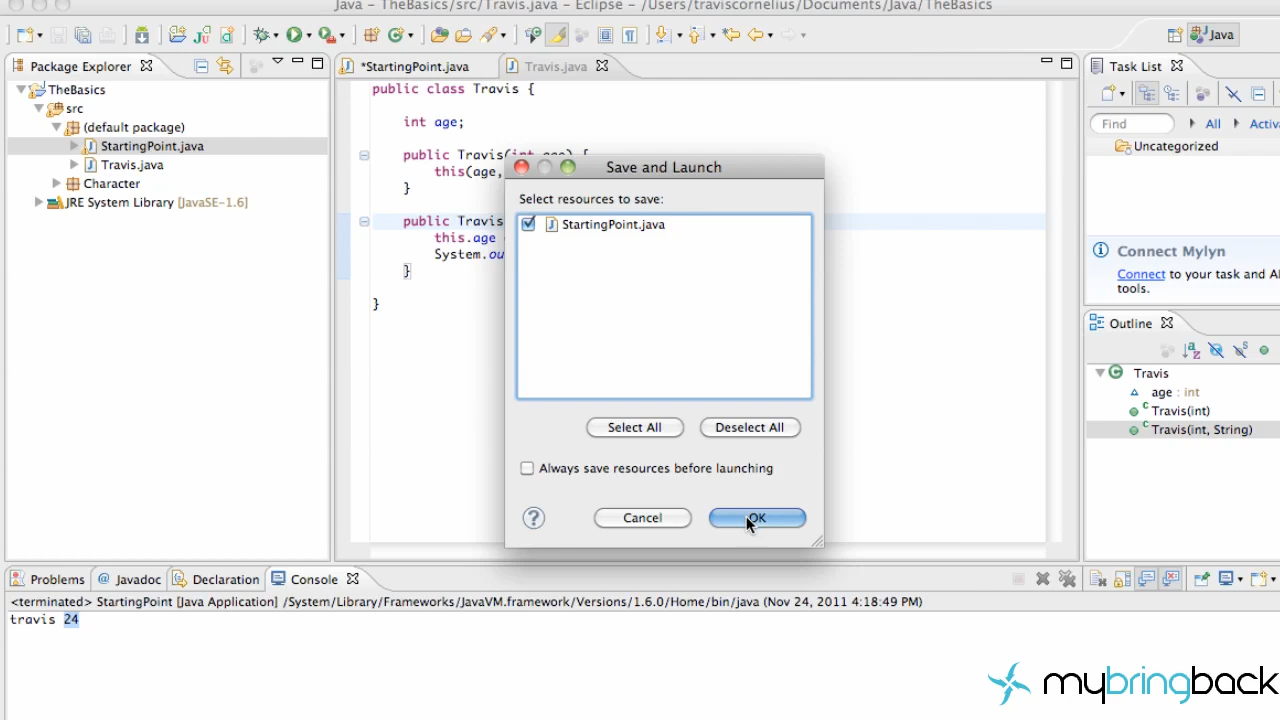 Java - TheBasics/src/Travis.java - Eclipse - /Users/traviscornelius/Documents/Java/TheBasics
Java
Package Explorer
*StartingPoint.java
Travis.java
Task List
TheBasics
src
(default package)
StartingPoint.java
Travis.java
Character
JRE System Library [JavaSE-1.6]
public class Travis {
int age;
public Travis(int age) {
this(age,
}
public Travis
this.age
System.ou
}
}
Save and Launch
Select resources to save:
StartingPoint.java
Select All
Deselect All
Always save resources before launching
?
Cancel
OK
Find
All
Activa
Uncategorized
Connect Mylyn
Connect to your task and AL
tools.
Outline
Travis
age : int
Travis(int)
Travis(int, String)
Problems
@ Javadoc
Declaration
Console
<terminated> StartingPoint [Java Application] /System/Library/Frameworks/JavaVM.framework/Versions/1.6.0/Home/bin/java (Nov 24, 2011 4:18:49 PM)
travis 24
mybringback